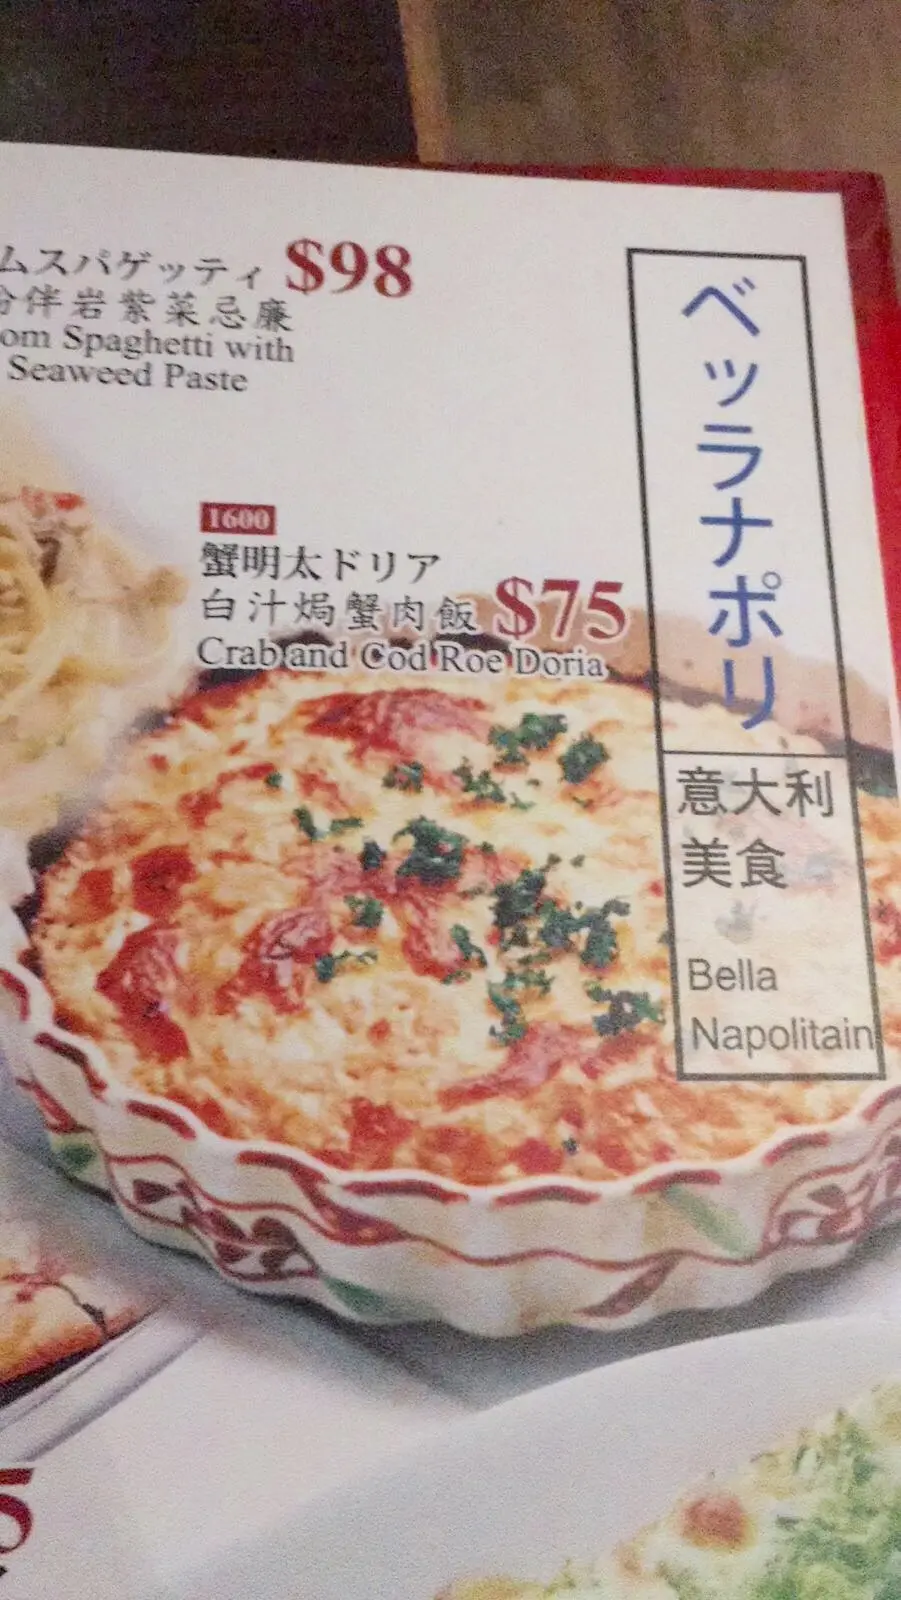 ムスパゲッティ $98
伴岩紫菜忌廉
om Spaghetti with
Seaweed Paste
1600
蟹明太ドリア
白汁焗蟹肉飯 $75
Crab and Cod Roe Doria
ベッラナポリ
意大利
美食
Bella
Napolitain
5